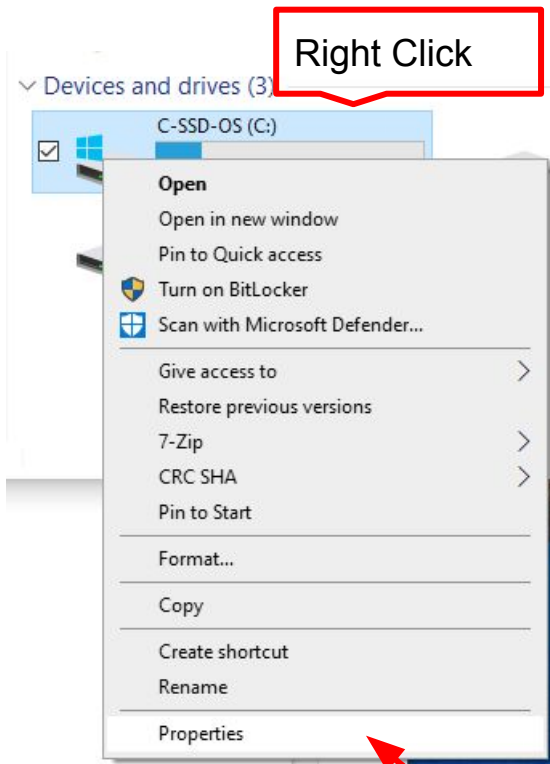 Right Click
Devices and drives (3)
C-SSD-OS (C:)
Open
Open in new window
Pin to Quick access
Turn on BitLocker
Scan with Microsoft Defender...
Give access to
Restore previous versions
7-Zip
CRC SHA
Pin to Start
Format...
Copy
Create shortcut
Rename
Properties